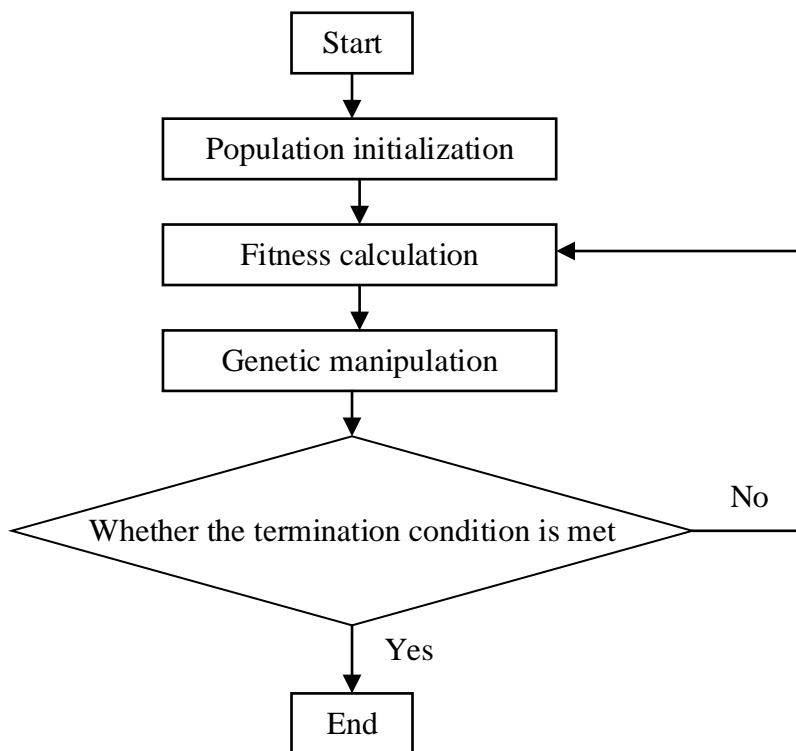 Start
Population initialization
Fitness calculation
Genetic manipulation
Whether the termination condition is met
No
Yes
End